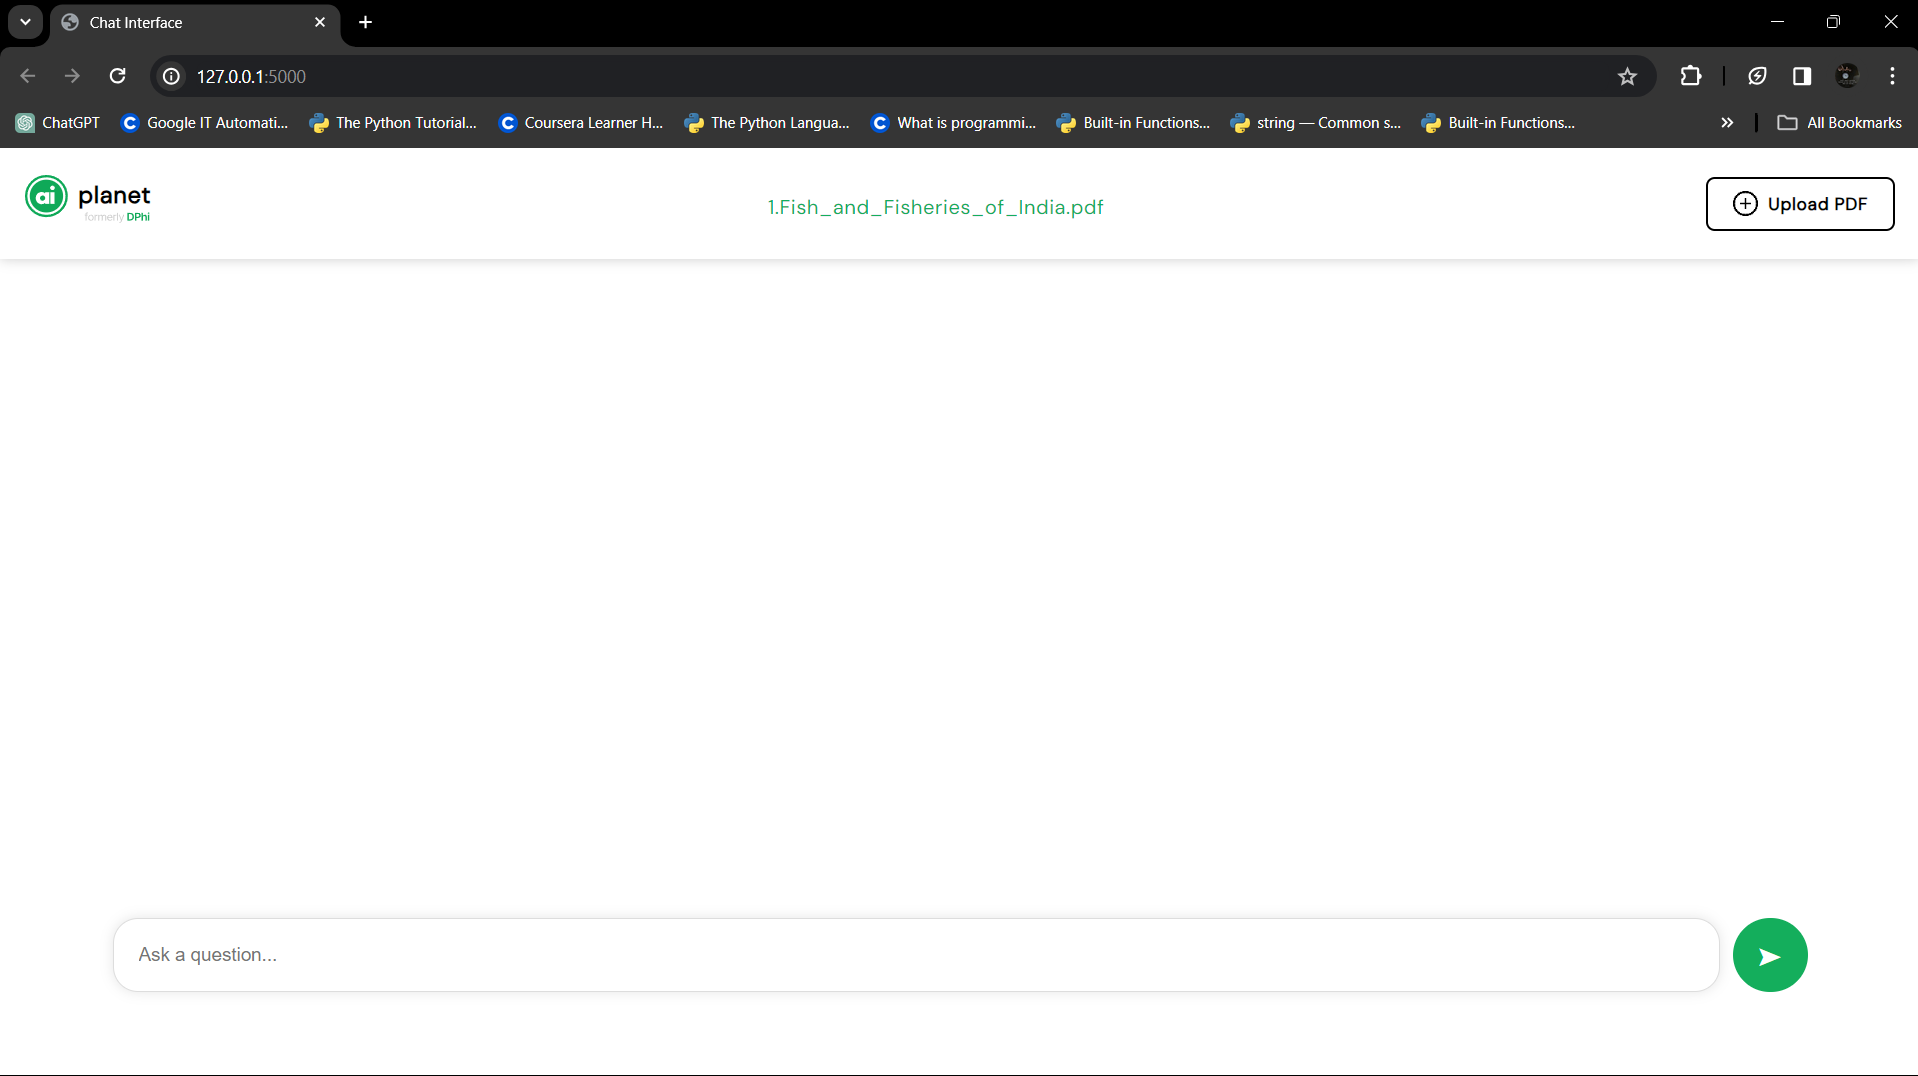 Chat Interface
127.0.0.1:5000
ChatGPT
Google IT Automati...
The Python Tutorial...
Coursera Learner H...
The Python Langua...
What is programmi...
Built-in Functions...
string — Common s...
Built-in Functions...
All Bookmarks
ai planet
formerly DPhi
1.Fish_and_Fisheries_of_India.pdf
Upload PDF
Ask a question...